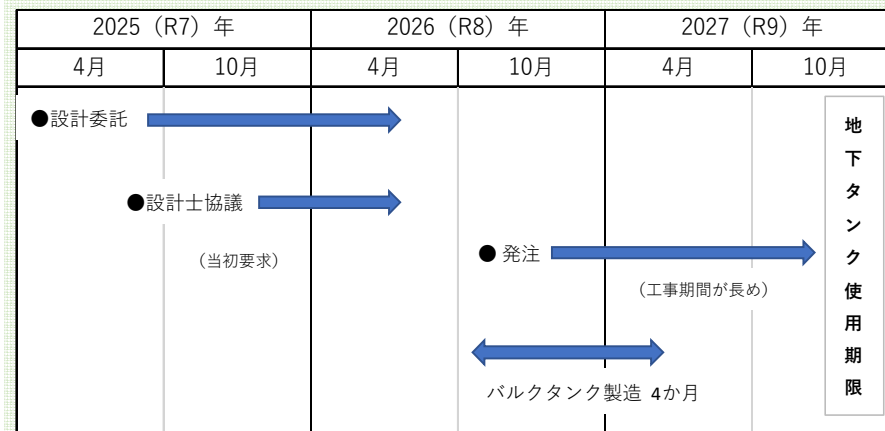 2025（R7）年 2026（R8）年 2027（R9）年
4月 10月 4月 10月 4月 10月
●設計委託
●設計士協議
（当初要求）
● 発注
（工事期間が長め）
バルクタンク製造 4か月
地下タンク使用期限